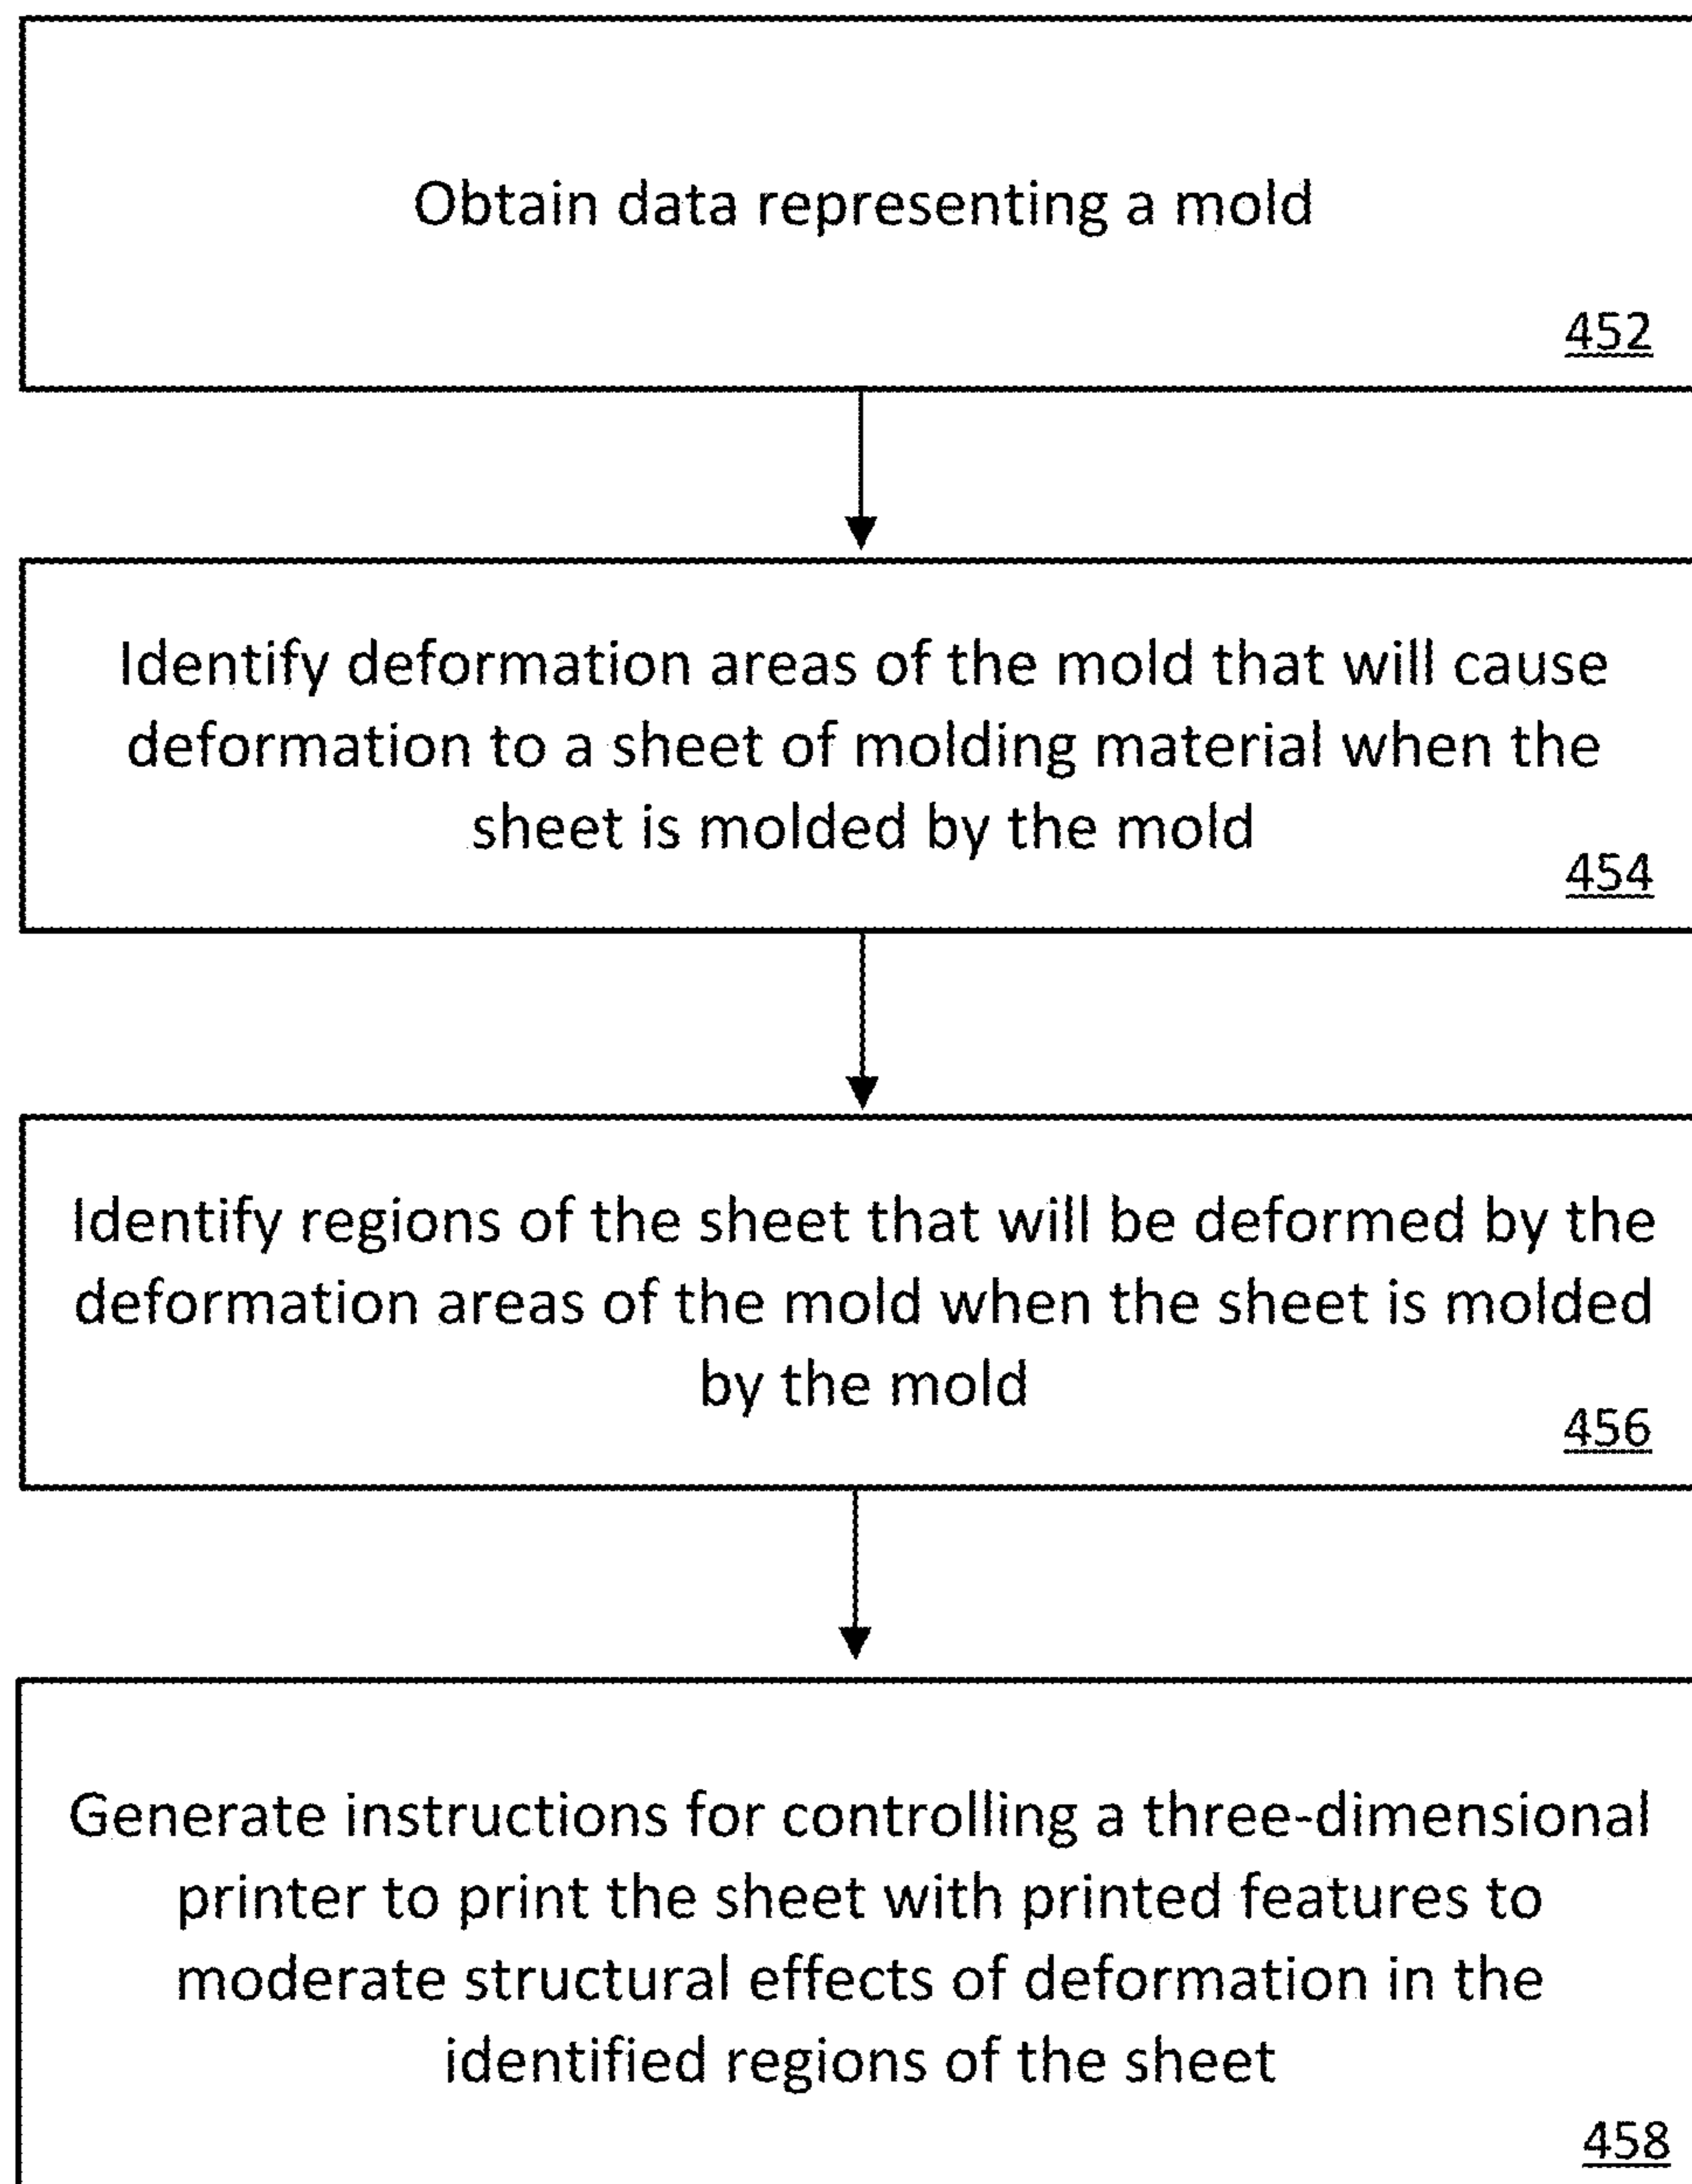 Obtain data representing a mold
452
Identify deformation areas of the mold that will cause
deformation to a sheet of molding material when the
sheet is molded by the mold
454
Identify regions of the sheet that will be deformed by the
deformation areas of the mold when the sheet is molded
by the mold
456
Generate instructions for controlling a three-dimensional
printer to print the sheet with printed features to
moderate structural effects of deformation in the
identified regions of the sheet
458